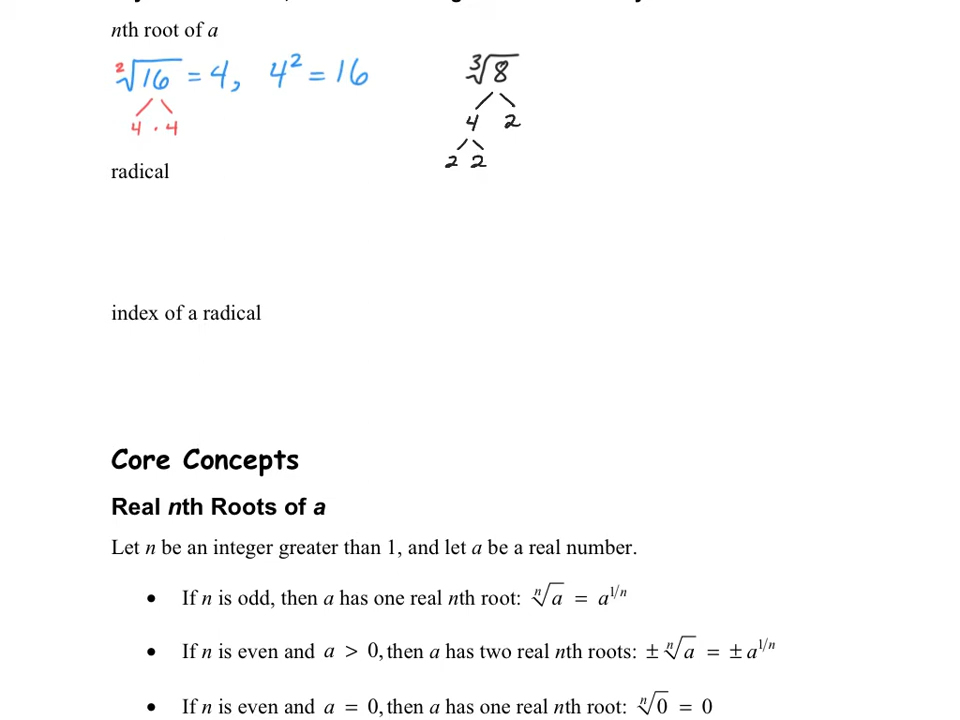 nth root of a
²√16 = 4, 4² = 16 ³√8
4 · 4 4 2
2 2
radical
index of a radical
Core Concepts
Real nth Roots of a
Let n be an integer greater than 1, and let a be a real number.
• If n is odd, then a has one real nth root: ⁿ√a = a^1/n
• If n is even and a > 0, then a has two real nth roots: ± ⁿ√a = ± a^1/n
• If n is even and a = 0, then a has one real nth root: ⁿ√0 = 0